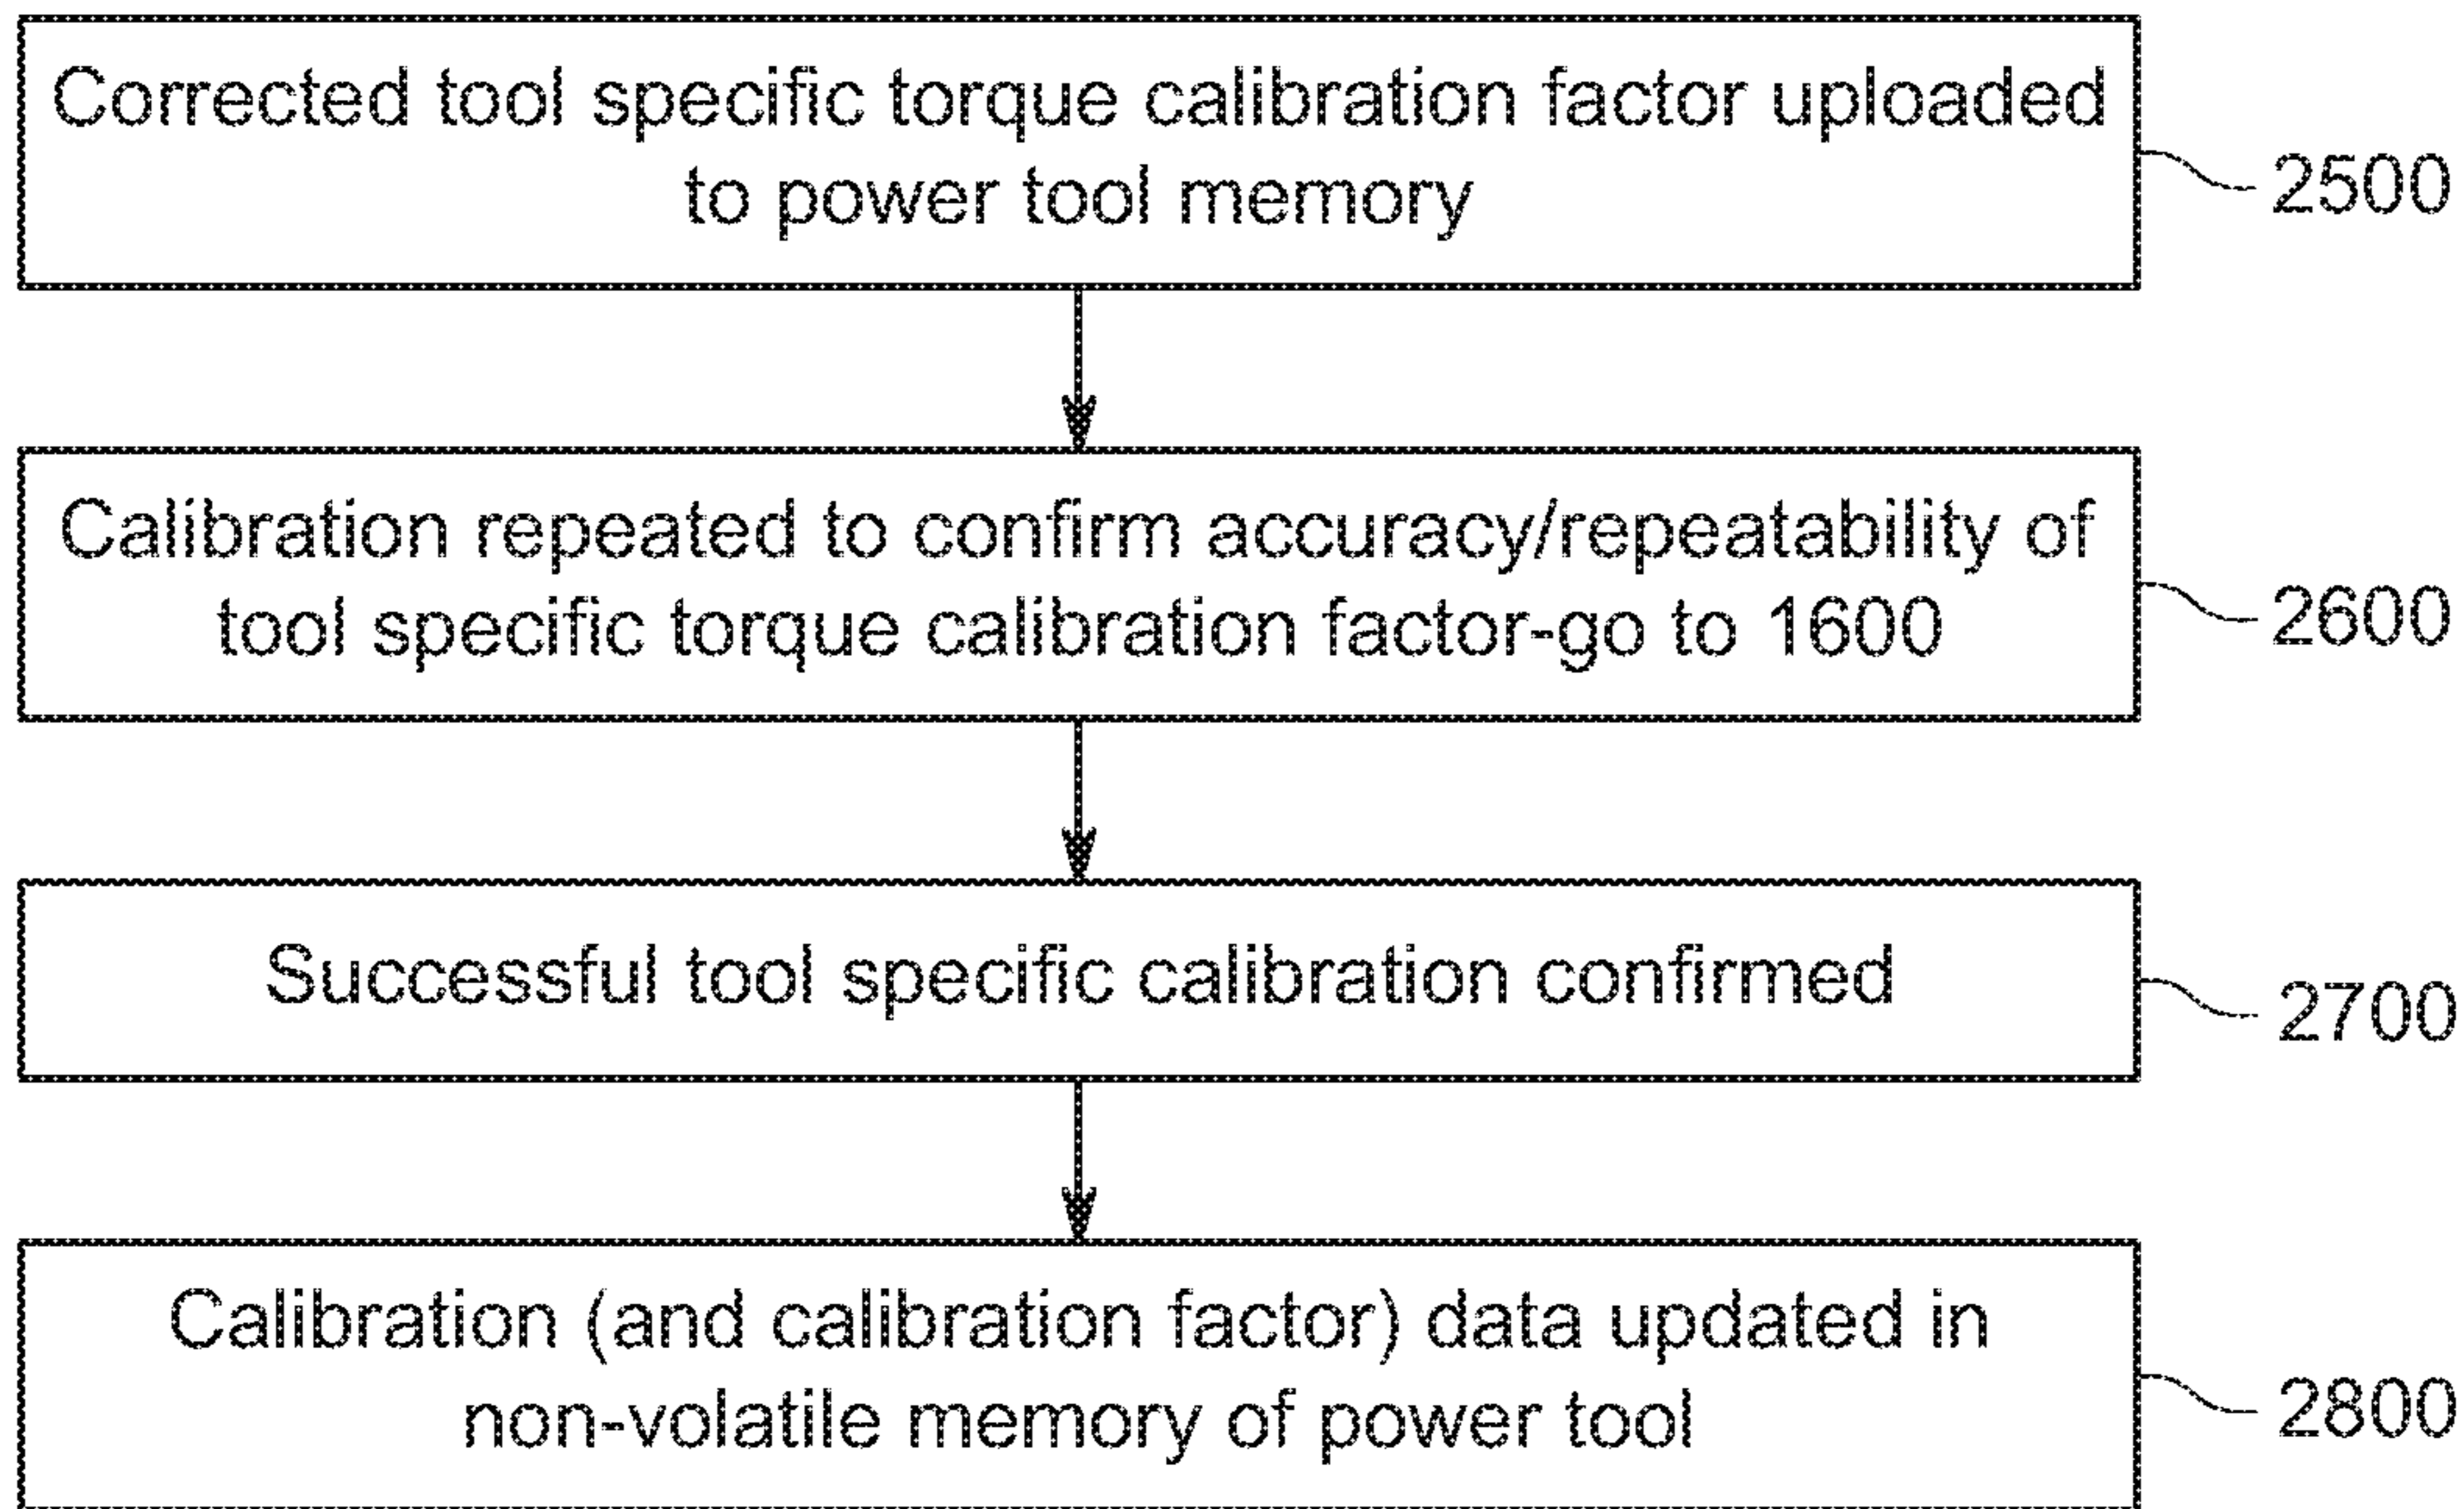 Corrected tool specific torque calibration factor uploaded
to power tool memory
2500
Calibration repeated to confirm accuracy/repeatability of
tool specific torque calibration factor-go to 1600
2600
Successful tool specific calibration confirmed
2700
Calibration (and calibration factor) data updated in
non-volatile memory of power tool
2800